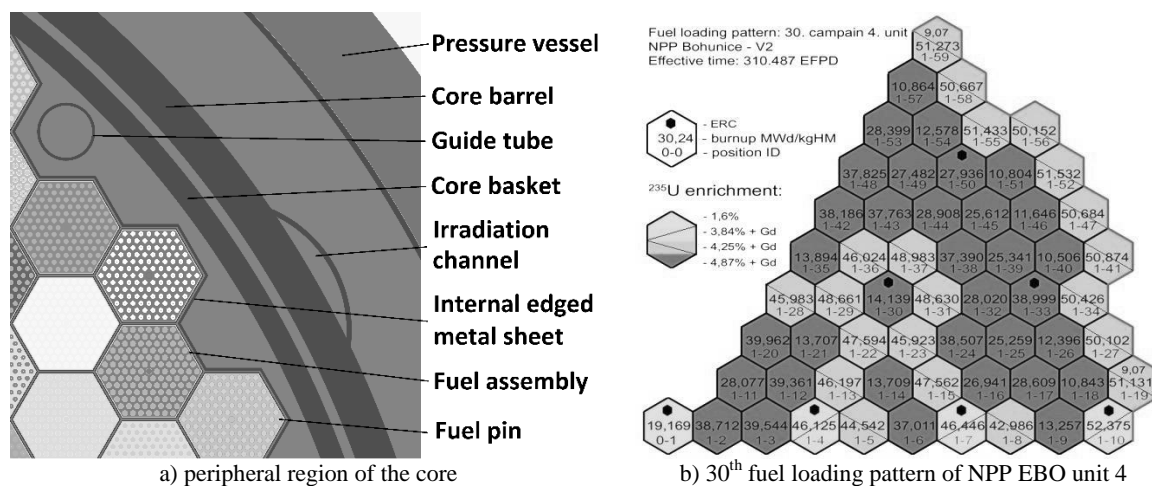 Pressure vessel
Core barrel
Guide tube
Core basket
Irradiation
channel
Internal edged
metal sheet
Fuel assembly
Fuel pin
a) peripheral region of the core
Fuel loading pattern: 30. campain 4. unit
NPP Bohunice - V2
Effective time: 310.487 EFPD
- ERC
30,24 - burnup MWd/kgHM
0-0 - position ID
235U enrichment:
- 1,6%
- 3,84% + Gd
- 4,25% + Gd
- 4,87% + Gd
9,07
51,273
1-59
10,864 50,667
1-57 1-58
28,399 12,578 51,433 50,152
1-53 1-54 1-55 1-56
37,825 27,482 27,936 10,804 51,532
1-48 1-49 1-50 1-51 1-52
38,186 37,763 28,908 25,612 11,646 50,684
1-42 1-43 1-44 1-45 1-46 1-47
13,894 46,024 48,983 37,390 25,341 10,506 50,874
1-35 1-36 1-37 1-38 1-39 1-40 1-41
45,983 48,661 14,139 48,630 28,020 38,999 50,426
1-28 1-29 1-30 1-31 1-32 1-33 1-34
39,962 13,707 47,594 45,923 38,507 25,259 12,396 50,102
1-20 1-21 1-22 1-23 1-24 1-25 1-26 1-27
9,07
28,077 39,361 46,197 13,709 47,562 26,941 28,609 10,843 51,131
1-11 1-12 1-13 1-14 1-15 1-16 1-17 1-18 1-19
19,169 38,712 39,544 46,125 44,542 37,011 46,446 42,986 13,257 52,375
0-1 1-2 1-3 1-4 1-5 1-6 1-7 1-8 1-9 1-10
b) 30th fuel loading pattern of NPP EBO unit 4